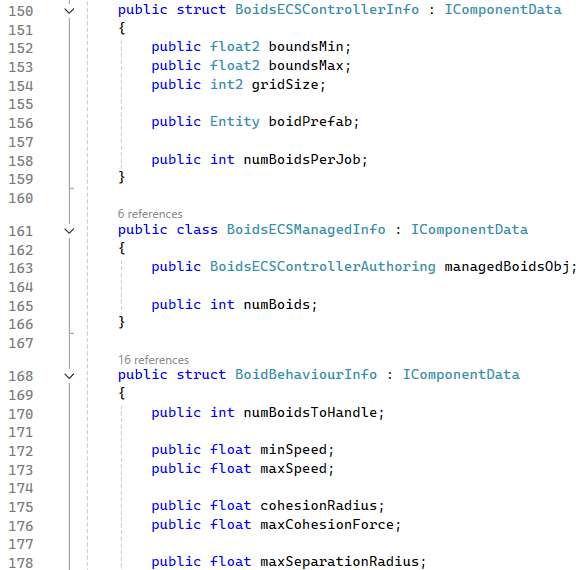 150 public struct BoidsECSControllerInfo : IComponentData
151 {
152 public float2 boundsMin;
153 public float2 boundsMax;
154 public int2 gridSize;
155
156 public Entity boidPrefab;
157
158 public int numBoidsPerJob;
159 }
160
6 references
161 public class BoidsECSManagedInfo : IComponentData
162 {
163 public BoidsECSControllerAuthoring managedBoidsObj;
164
165 public int numBoids;
166 }
167
16 references
168 public struct BoidBehaviourInfo : IComponentData
169 {
170 public int numBoidsToHandle;
171
172 public float minSpeed;
173 public float maxSpeed;
174
175 public float cohesionRadius;
176 public float maxCohesionForce;
177
178 public float maxSeparationRadius;